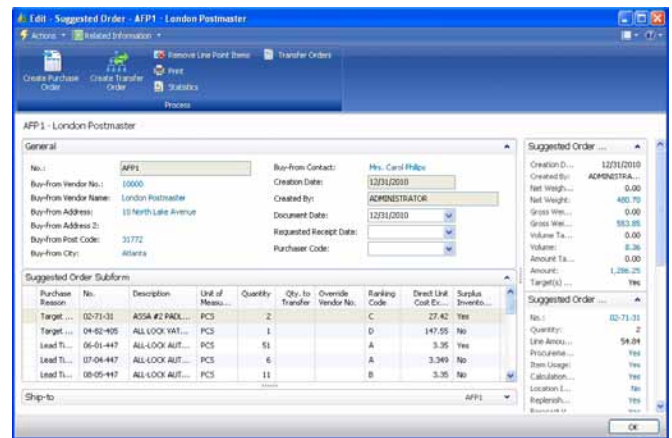 Edit - Suggested Order - AFP1 - London Postmaster
Actions Related Information
Create Purchase Order
Create Transfer Order
Remove Line Point Items
Print
Statistics
Transfer Orders
Process
AFP1 - London Postmaster
General
No.: AFP1
Buy-from Vendor No.: 10000
Buy-from Vendor Name: London Postmaster
Buy-from Address: 10 North Lake Avenue
Buy-from Address 2:
Buy-from Post Code: 31772
Buy-from City: Atlanta
Buy-from Contact: Mrs. Carol Philips
Creation Date: 12/31/2010
Created By: ADMINISTRATOR
Document Date: 12/31/2010
Requested Receipt Date:
Purchaser Code:
Suggested Order Subform
Purchase Reason No. Description Unit of Measu... Quantity Qty. to Transfer Override Vendor No. Ranking Code Direct Unit Cost Ex... Surplus Invento...
Target ... 02-71-31 ASSA #2 PADL... PCS 2 C 27.42 Yes
Target ... 04-62-405 ALL LOCK VAT... PCS 1 D 147.55 No
Lead Ti... 06-01-447 ALL-LOCK AUT... PCS 51 A 3.35 Yes
Lead Ti... 07-04-447 ALL-LOCK AUT... PCS 6 A 3.349 No
Lead Ti... 08-05-447 ALL-LOCK AUT... PCS 11 B 3.35 No
Ship-to AFP1
Suggested Order ...
Creation D... 12/31/2010
Created By: ADMINISTRA...
Net Weigh... 0.00
Net Weight: 480.70
Gross Wei... 0.00
Gross Wei... 583.85
Volume Ta... 0.00
Volume: 8.36
Amount Ta... 0.00
Amount: 1,286.25
Target(s) ... Yes
Suggested Order ...
No.: 02-71-31
Quantity: 2
Line Amou... 54.84
Procureme... Yes
Item Usage: Yes
Calculation... Yes
Location I... No
Replenish... Yes
Yes
OK